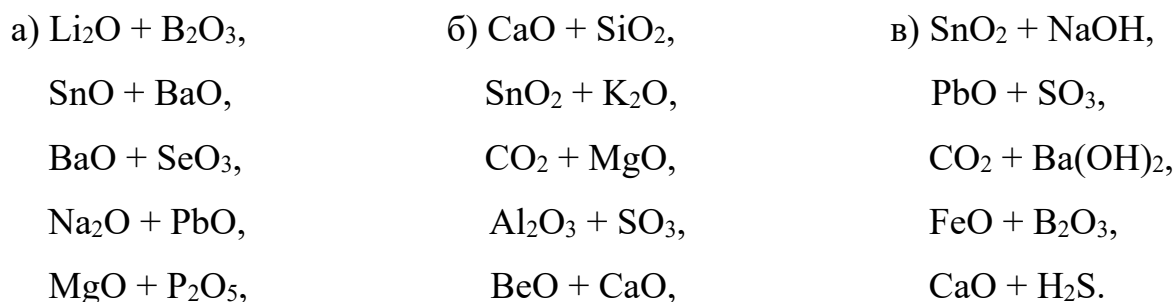 а) Li₂O + B₂O₃, б) CaO + SiO₂, в) SnO₂ + NaOH,
SnO + BaO, SnO₂ + K₂O, PbO + SO₃,
BaO + SeO₃, CO₂ + MgO, CO₂ + Ba(OH)₂,
Na₂O + PbO, Al₂O₃ + SO₃, FeO + B₂O₃,
MgO + P₂O₅, BeO + CaO, CaO + H₂S.